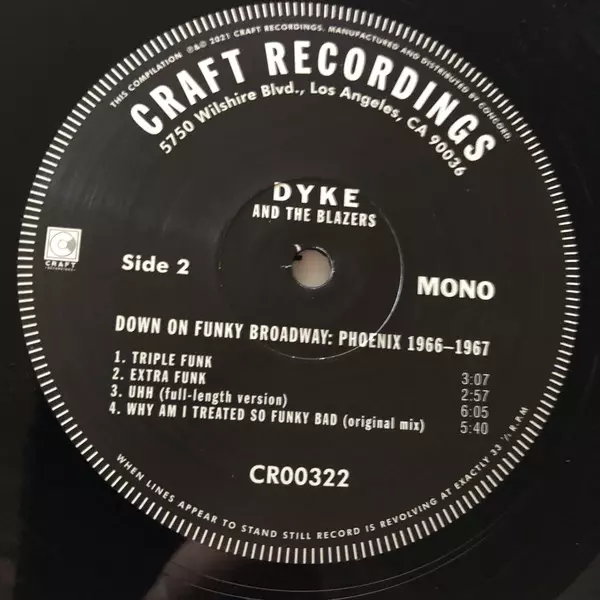 THIS COMPILATION ℗&© 2021 CRAFT RECORDINGS. MANUFACTURED AND DISTRIBUTED BY CONCORD.
CRAFT RECORDINGS
5750 Wilshire Blvd., Los Angeles, CA 90036
DYKE
AND THE BLAZERS
CRAFT
RECORDINGS
Side 2
MONO
DOWN ON FUNKY BROADWAY: PHOENIX 1966–1967
1. TRIPLE FUNK 3:07
2. EXTRA FUNK 2:57
3. UHH (full-length version) 6:05
4. WHY AM I TREATED SO FUNKY BAD (original mix) 5:40
CR00322
WHEN LINES APPEAR TO STAND STILL RECORD IS REVOLVING AT EXACTLY 33 ⅓ R.P.M